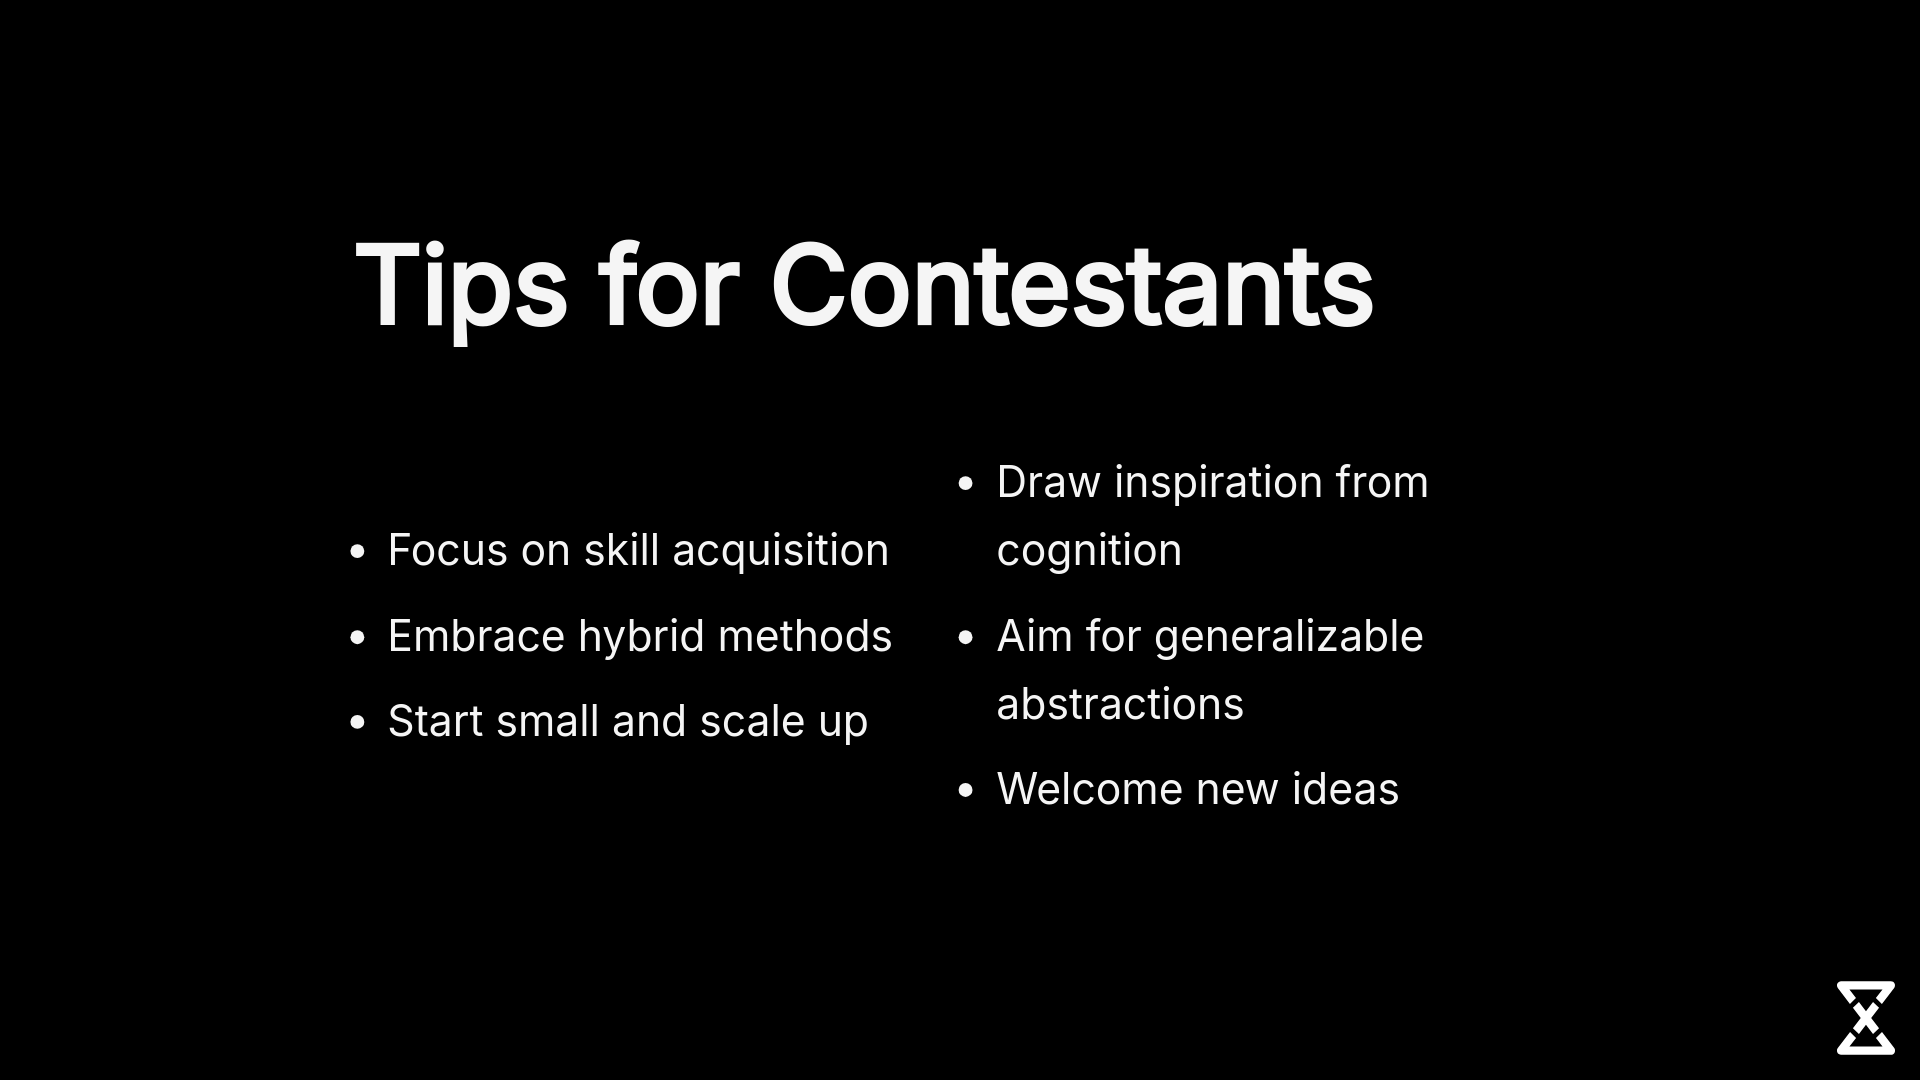 Tips for Contestants
• Focus on skill acquisition
• Embrace hybrid methods
• Start small and scale up
• Draw inspiration from
cognition
• Aim for generalizable
abstractions
• Welcome new ideas